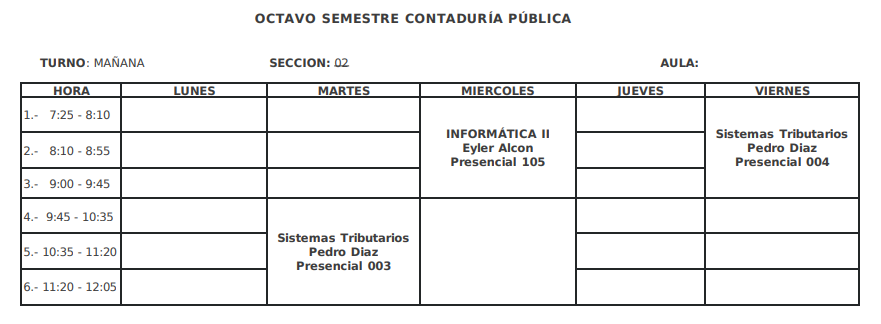 OCTAVO SEMESTRE CONTADURÍA PÚBLICA
TURNO: MAÑANA SECCION: 02 AULA:
HORA LUNES MARTES MIERCOLES JUEVES VIERNES
1.- 7:25 - 8:10
2.- 8:10 - 8:55
3.- 9:00 - 9:45
INFORMÁTICA II
Eyler Alcon
Presencial 105
Sistemas Tributarios
Pedro Diaz
Presencial 004
4.- 9:45 - 10:35
5.- 10:35 - 11:20
6.- 11:20 - 12:05
Sistemas Tributarios
Pedro Diaz
Presencial 003